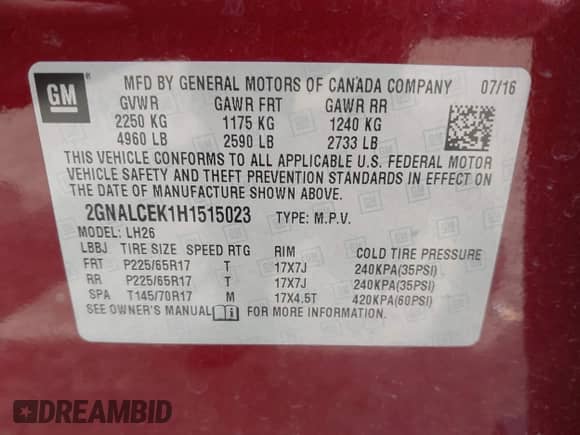 GM
MFD BY GENERAL MOTORS OF CANADA COMPANY 07/16
GVWR GAWR FRT GAWR RR
2250 KG 1175 KG 1240 KG
4960 LB 2590 LB 2733 LB
THIS VEHICLE CONFORMS TO ALL APPLICABLE U.S. FEDERAL MOTOR
VEHICLE SAFETY AND THEFT PREVENTION STANDARDS IN EFFECT ON
THE DATE OF MANUFACTURE SHOWN ABOVE.
2GNALCEK1H1515023 TYPE: M.P.V.
MODEL: LH26
LBBJ TIRE SIZE SPEED RTG RIM COLD TIRE PRESSURE
FRT P225/65R17 T 17X7J 240KPA(35PSI)
RR P225/65R17 T 17X7J 240KPA(35PSI)
SPA T145/70R17 M 17X4.5T 420KPA(60PSI)
SEE OWNER'S MANUAL FOR MORE INFORMATION.
DREAMBID